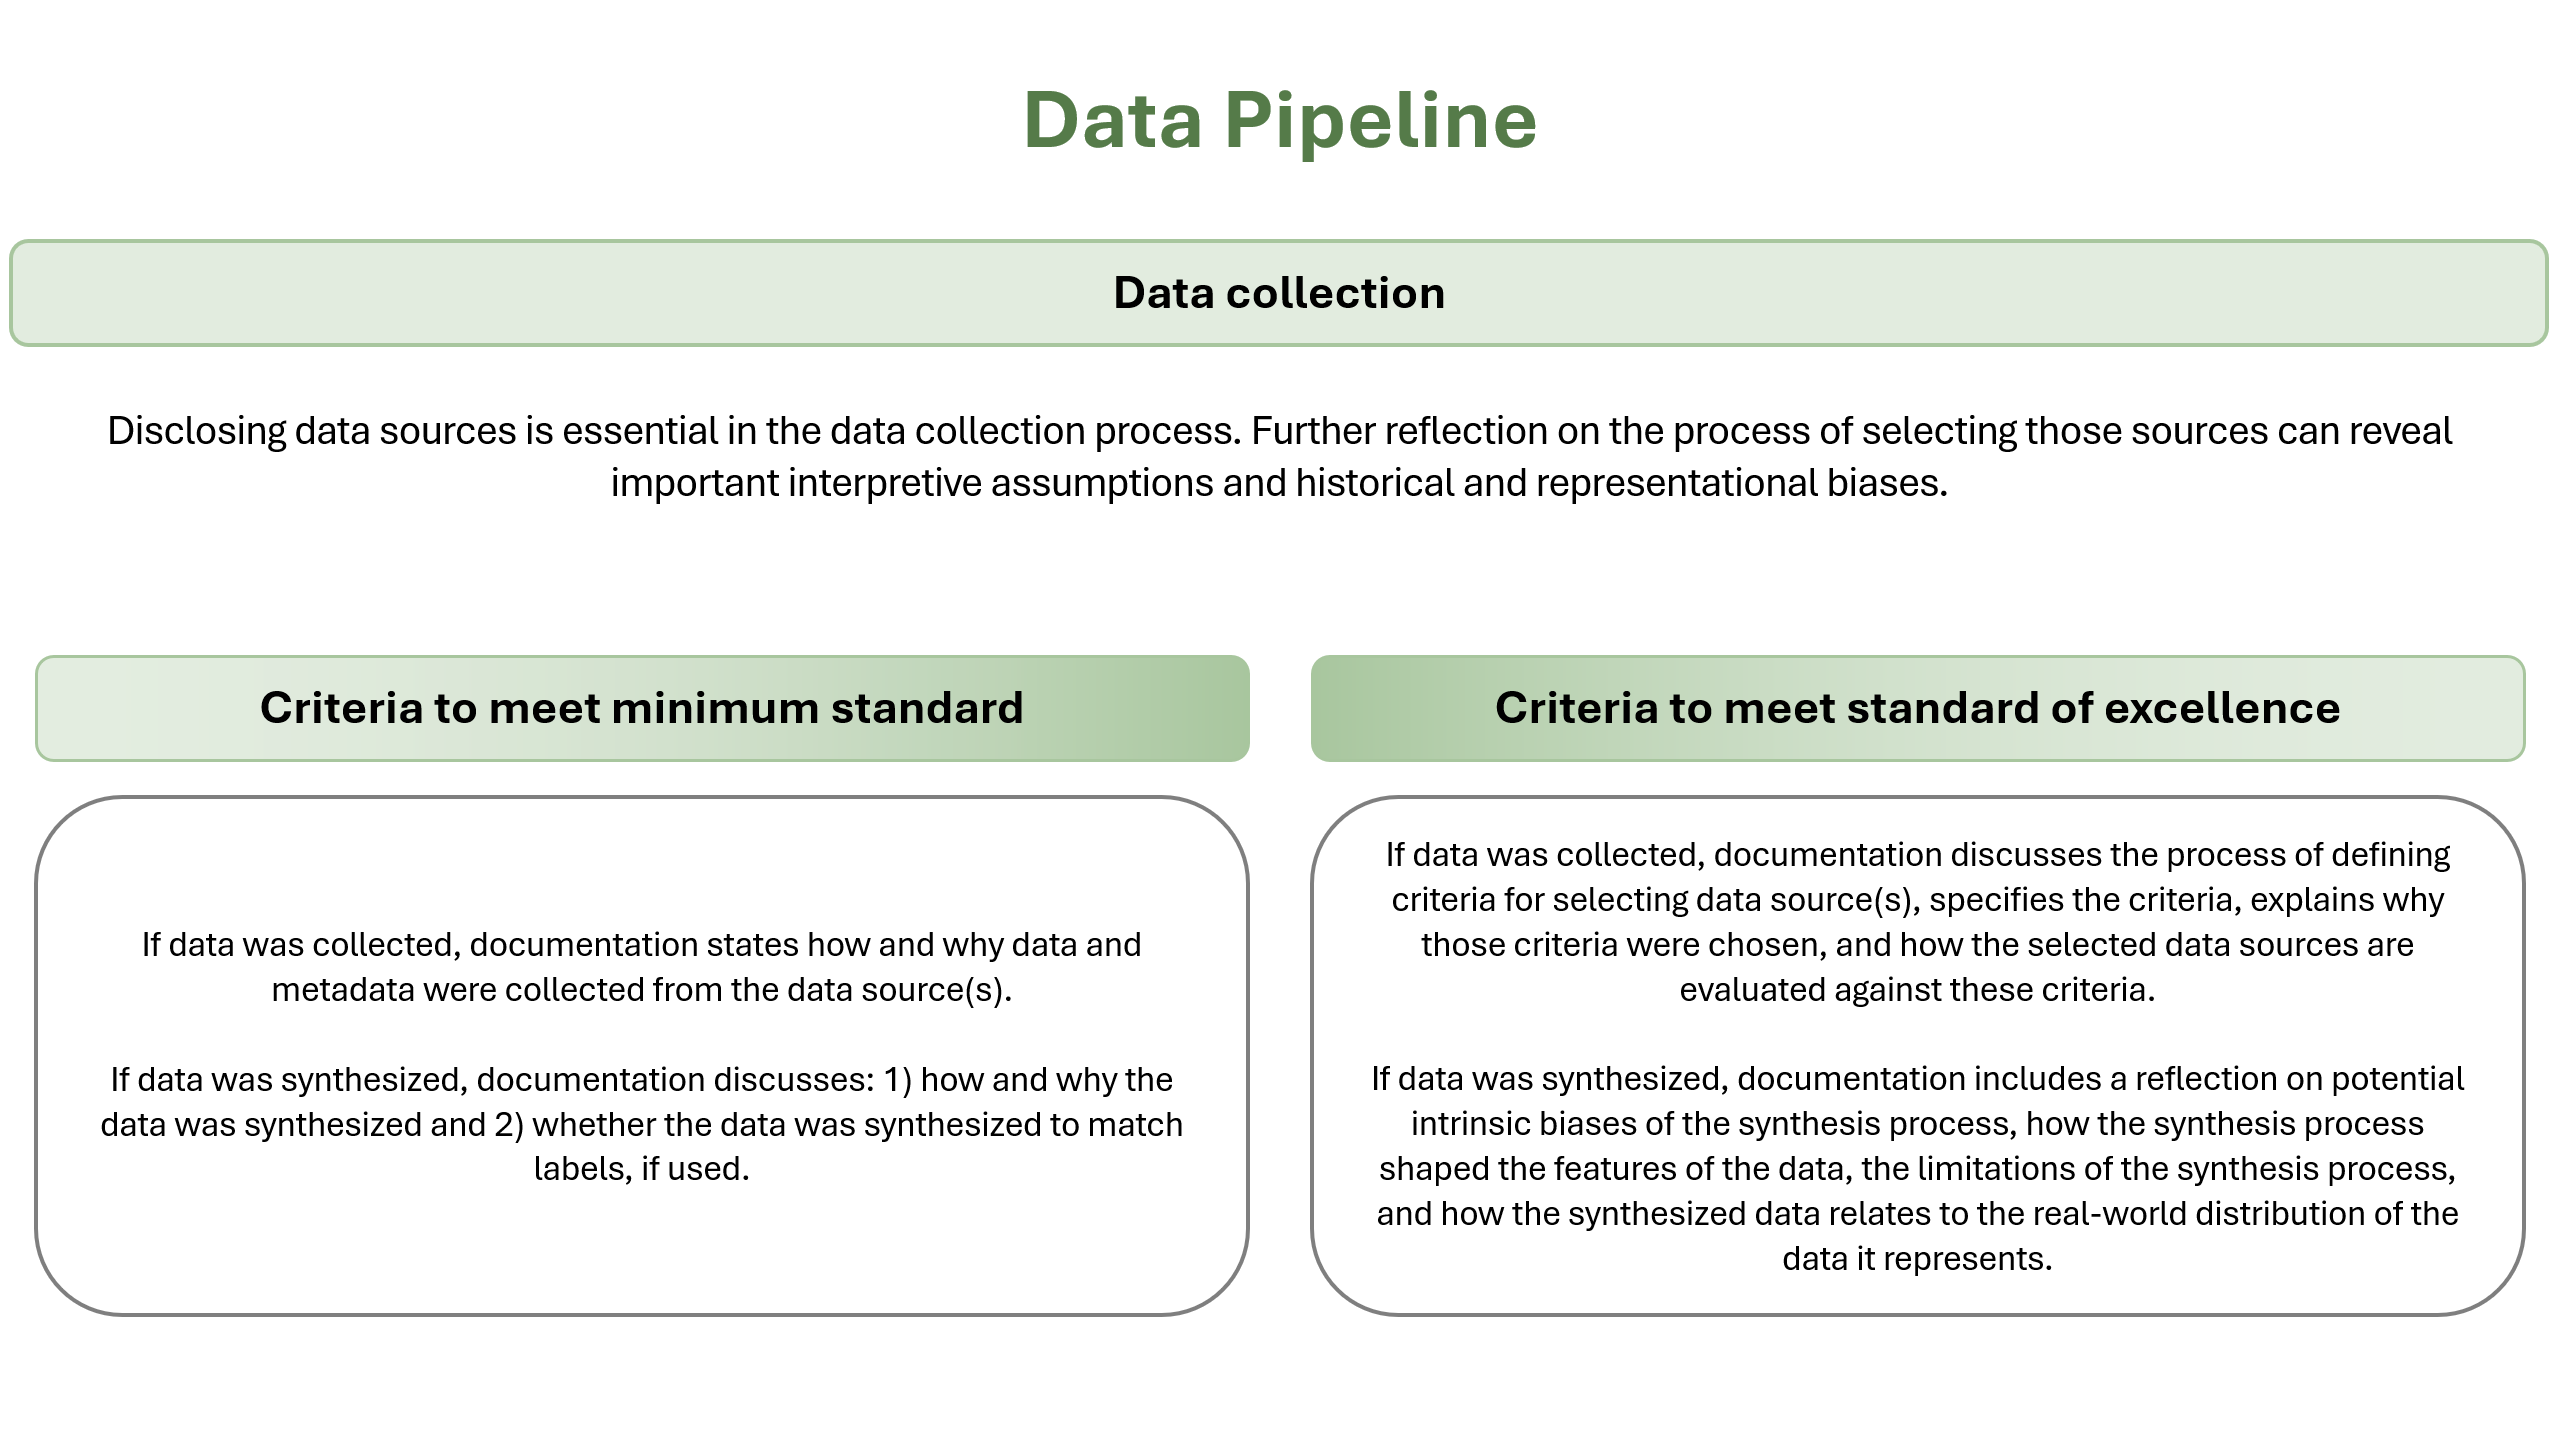 Data Pipeline
Data collection
Disclosing data sources is essential in the data collection process. Further reflection on the process of selecting those sources can reveal
important interpretive assumptions and historical and representational biases.
Criteria to meet minimum standard
If data was collected, documentation states how and why data and
metadata were collected from the data source(s).
If data was synthesized, documentation discusses: 1) how and why the
data was synthesized and 2) whether the data was synthesized to match
labels, if used.
Criteria to meet standard of excellence
If data was collected, documentation discusses the process of defining
criteria for selecting data source(s), specifies the criteria, explains why
those criteria were chosen, and how the selected data sources are
evaluated against these criteria.
If data was synthesized, documentation includes a reflection on potential
intrinsic biases of the synthesis process, how the synthesis process
shaped the features of the data, the limitations of the synthesis process,
and how the synthesized data relates to the real-world distribution of the
data it represents.